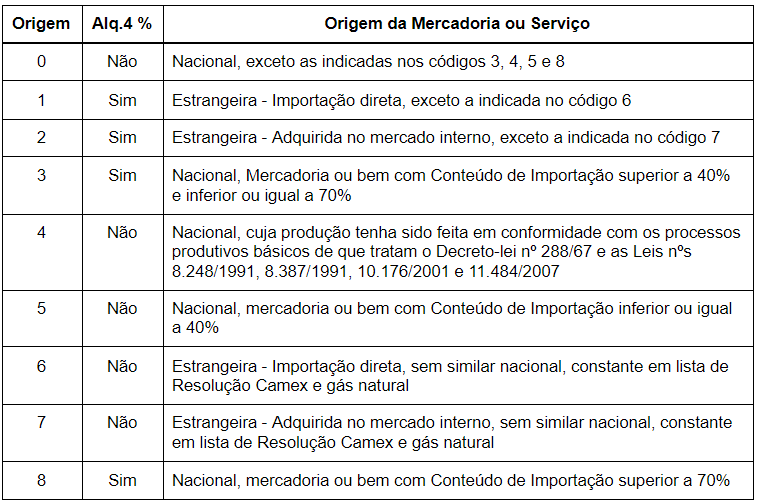 Origem Alq.4 % Origem da Mercadoria ou Serviço
0 Não Nacional, exceto as indicadas nos códigos 3, 4, 5 e 8
1 Sim Estrangeira - Importação direta, exceto a indicada no código 6
2 Sim Estrangeira - Adquirida no mercado interno, exceto a indicada no código 7
3 Sim Nacional, Mercadoria ou bem com Conteúdo de Importação superior a 40%
e inferior ou igual a 70%
4 Não Nacional, cuja produção tenha sido feita em conformidade com os processos
produtivos básicos de que tratam o Decreto-lei nº 288/67 e as Leis nºs
8.248/1991, 8.387/1991, 10.176/2001 e 11.484/2007
5 Não Nacional, mercadoria ou bem com Conteúdo de Importação inferior ou igual
a 40%
6 Não Estrangeira - Importação direta, sem similar nacional, constante em lista de
Resolução Camex e gás natural
7 Não Estrangeira - Adquirida no mercado interno, sem similar nacional, constante
em lista de Resolução Camex e gás natural
8 Sim Nacional, mercadoria ou bem com Conteúdo de Importação superior a 70%